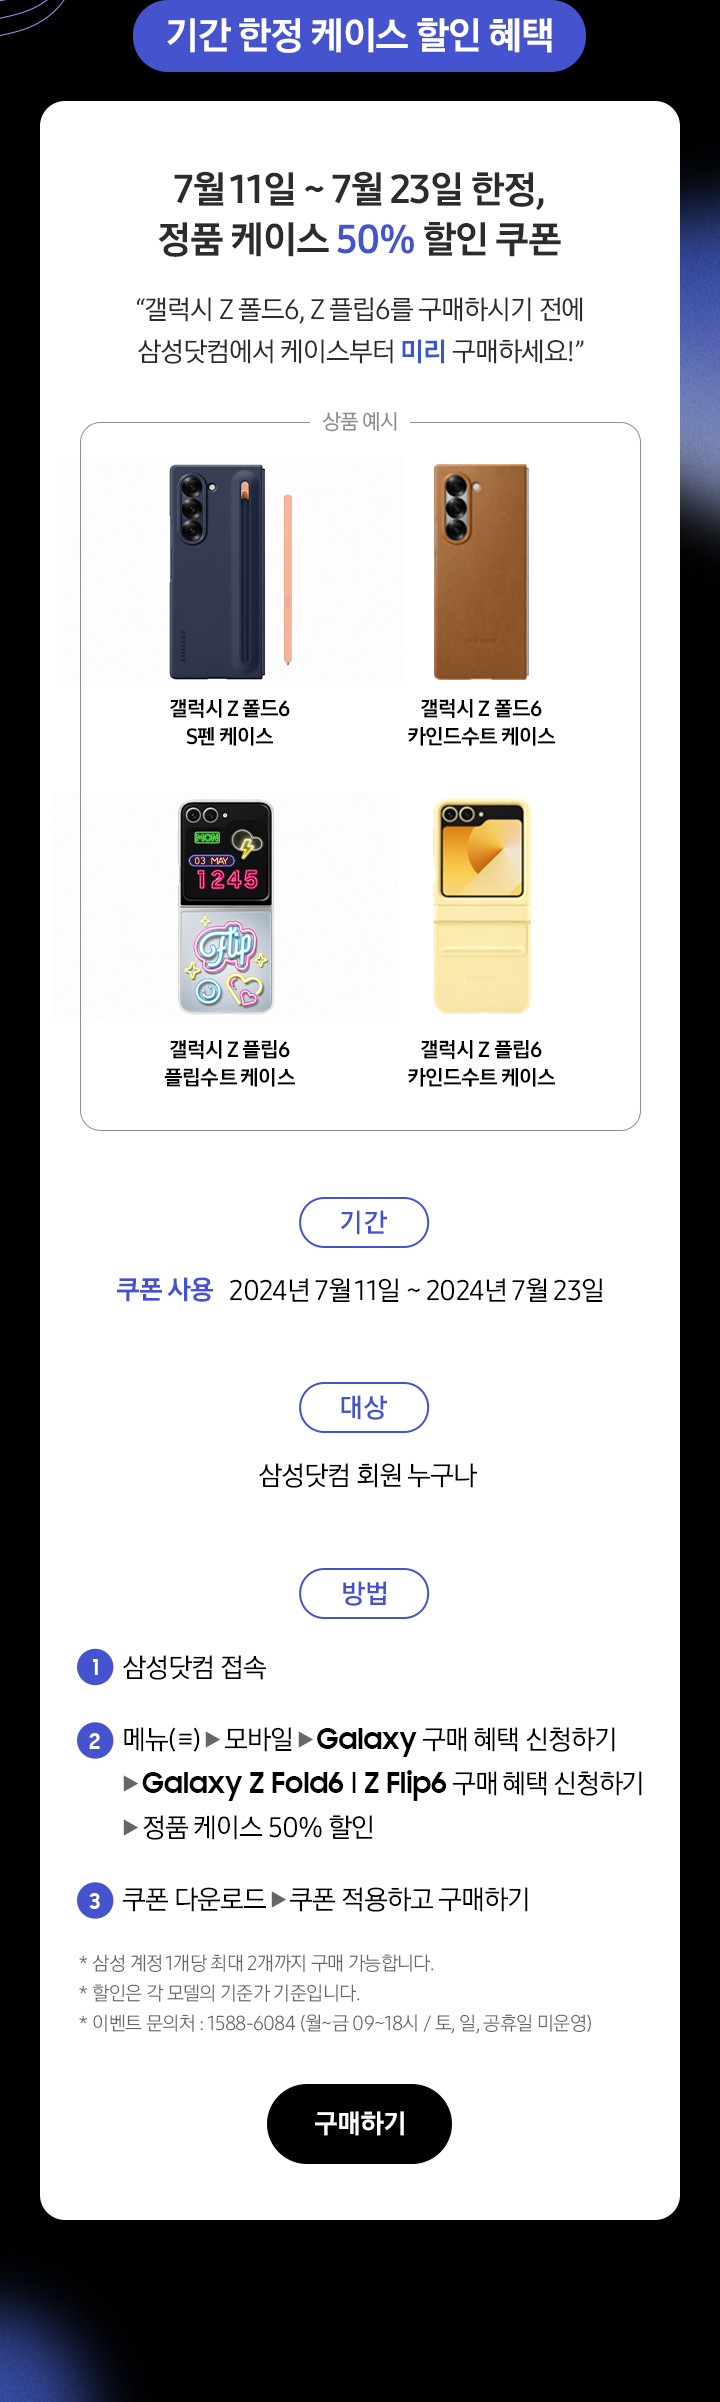 기간 한정 케이스 할인 혜택
7월 11일 ~ 7월 23일 한정,
정품 케이스 50% 할인 쿠폰
“갤럭시 Z 폴드6, Z 플립6를 구매하시기 전에
삼성닷컴에서 케이스부터 미리 구매하세요!”
상품 예시
갤럭시 Z 폴드6
S펜 케이스
갤럭시 Z 폴드6
카인드수트 케이스
MON
03 MAY
1245
Flip
갤럭시 Z 플립6
플립수트 케이스
갤럭시 Z 플립6
카인드수트 케이스
기간
쿠폰 사용 2024년 7월 11일 ~ 2024년 7월 23일
대상
삼성닷컴 회원 누구나
방법
1 삼성닷컴 접속
2 메뉴(≡) ▶ 모바일 ▶ Galaxy 구매 혜택 신청하기
▶ Galaxy Z Fold6 | Z Flip6 구매 혜택 신청하기
▶ 정품 케이스 50% 할인
3 쿠폰 다운로드 ▶ 쿠폰 적용하고 구매하기
* 삼성 계정 1개당 최대 2개까지 구매 가능합니다.
* 할인은 각 모델의 기준가 기준입니다.
* 이벤트 문의처 : 1588-6084 (월~금 09~18시 / 토, 일, 공휴일 미운영)
구매하기